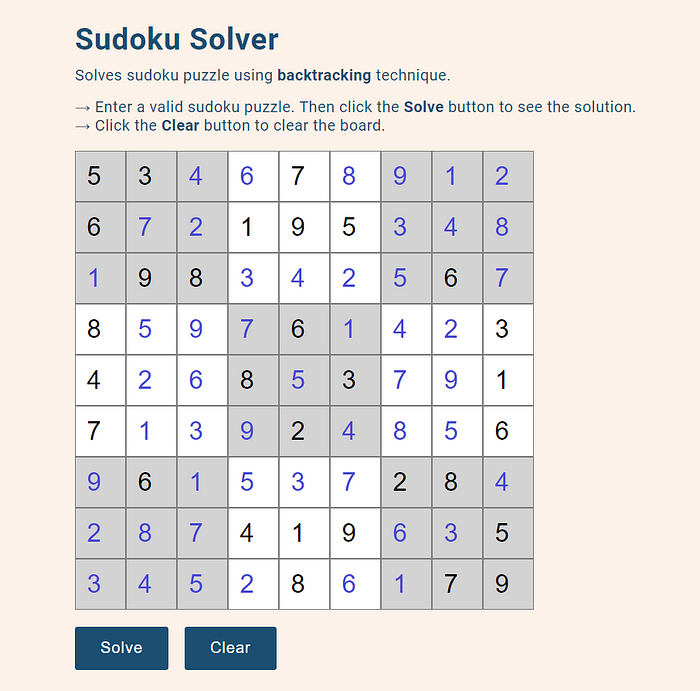 Sudoku Solver
Solves sudoku puzzle using backtracking technique.
→ Enter a valid sudoku puzzle. Then click the Solve button to see the solution.
→ Click the Clear button to clear the board.
5 3 4 6 7 8 9 1 2
6 7 2 1 9 5 3 4 8
1 9 8 3 4 2 5 6 7
8 5 9 7 6 1 4 2 3
4 2 6 8 5 3 7 9 1
7 1 3 9 2 4 8 5 6
9 6 1 5 3 7 2 8 4
2 8 7 4 1 9 6 3 5
3 4 5 2 8 6 1 7 9
Solve Clear